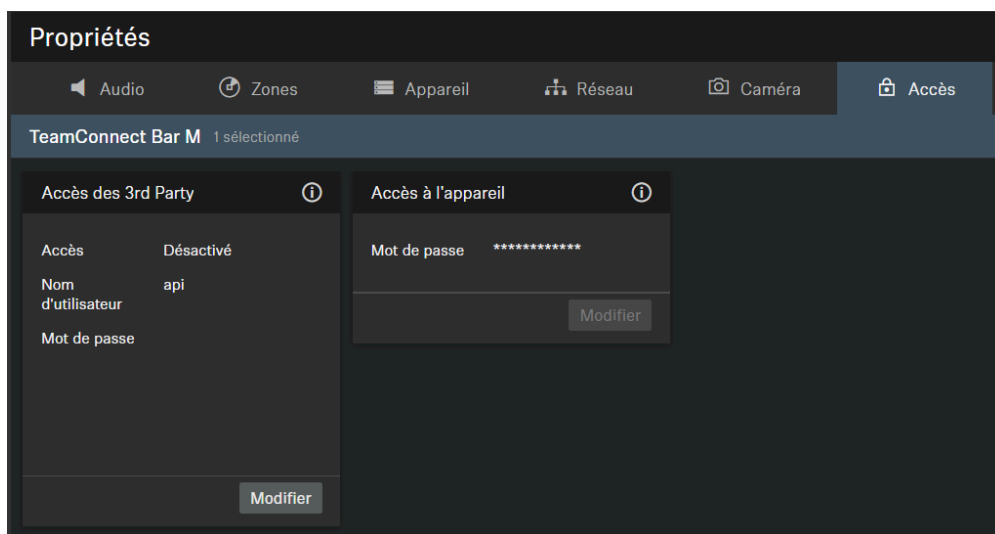 Propriétés
Audio
Zones
Appareil
Réseau
Caméra
Accès
TeamConnect Bar M 1 sélectionné
Accès des 3rd Party
Accès Désactivé
Nom d'utilisateur api
Mot de passe
Modifier
Accès à l'appareil
Mot de passe ************
Modifier